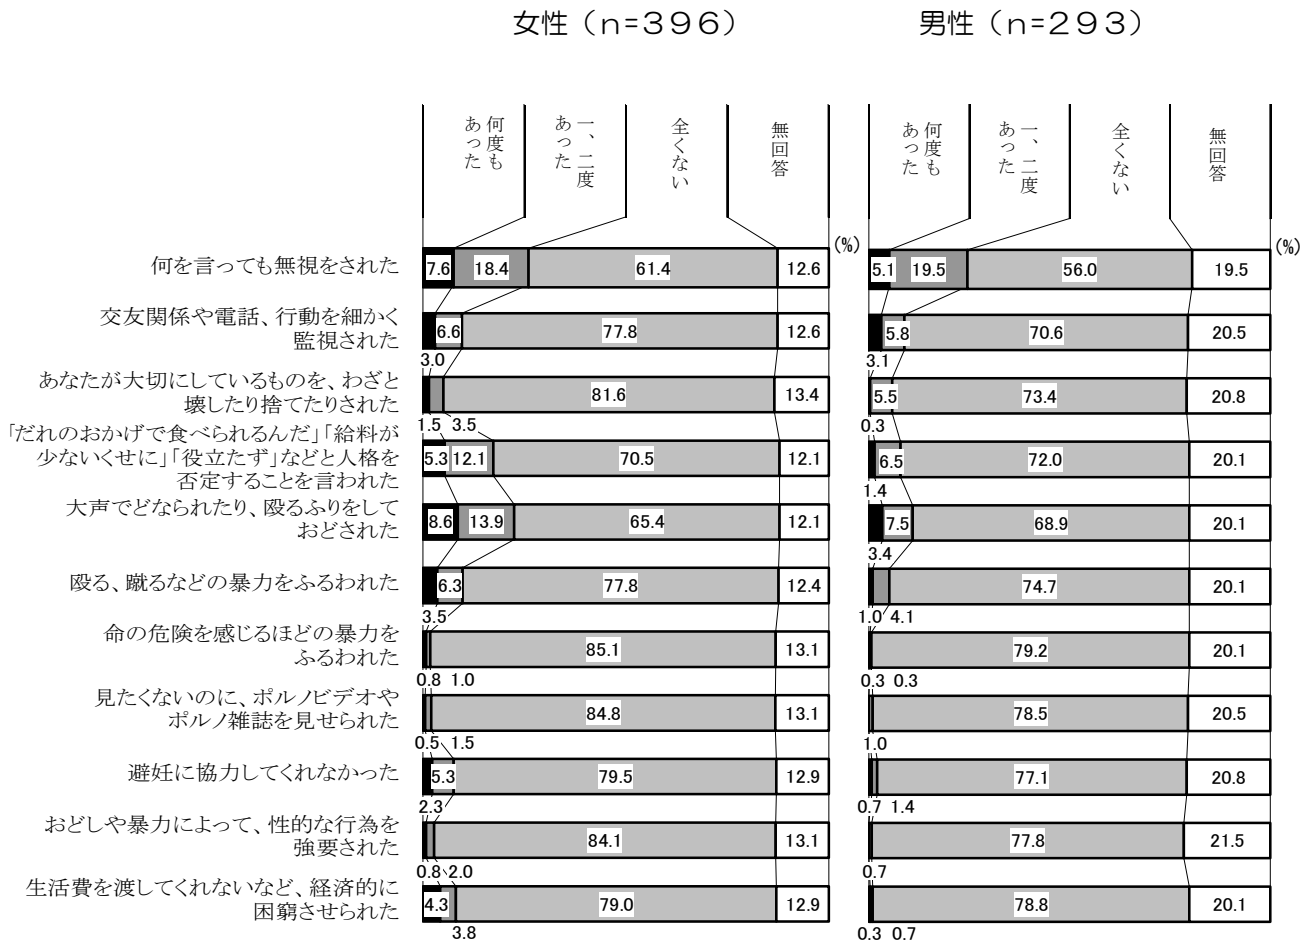 女性（ｎ=３９６）
男性（ｎ=２９３）
何度も
あった
一、二度
あった
全くない
無回答
何度も
あった
一、二度
あった
全くない
無回答
(%)
(%)
何を言っても無視をされた
7.6 18.4 61.4 12.6
5.1 19.5 56.0 19.5
交友関係や電話、行動を細かく
監視された
6.6 77.8 12.6
3.0
5.8 70.6 20.5
3.1
あなたが大切にしているものを、わざと
壊したり捨てたりされた
81.6 13.4
1.5 3.5
5.5 73.4 20.8
0.3
「だれのおかげで食べられるんだ」「給料が
少ないくせに」「役立たず」などと人格を
否定することを言われた
5.3 12.1 70.5 12.1
6.5 72.0 20.1
1.4
大声でどなられたり、殴るふりをして
おどされた
8.6 13.9 65.4 12.1
7.5 68.9 20.1
3.4
殴る、蹴るなどの暴力をふるわれた
6.3 77.8 12.4
3.5
74.7 20.1
1.0 4.1
命の危険を感じるほどの暴力を
ふるわれた
85.1 13.1
0.8 1.0
79.2 20.1
0.3 0.3
見たくないのに、ポルノビデオや
ポルノ雑誌を見せられた
84.8 13.1
0.5 1.5
78.5 20.5
1.0
避妊に協力してくれなかった
5.3 79.5 12.9
2.3
77.1 20.8
0.7 1.4
おどしや暴力によって、性的な行為を
強要された
84.1 13.1
0.8 2.0
77.8 21.5
0.7
生活費を渡してくれないなど、経済的に
困窮させられた
4.3 79.0 12.9
3.8
78.8 20.1
0.3 0.7